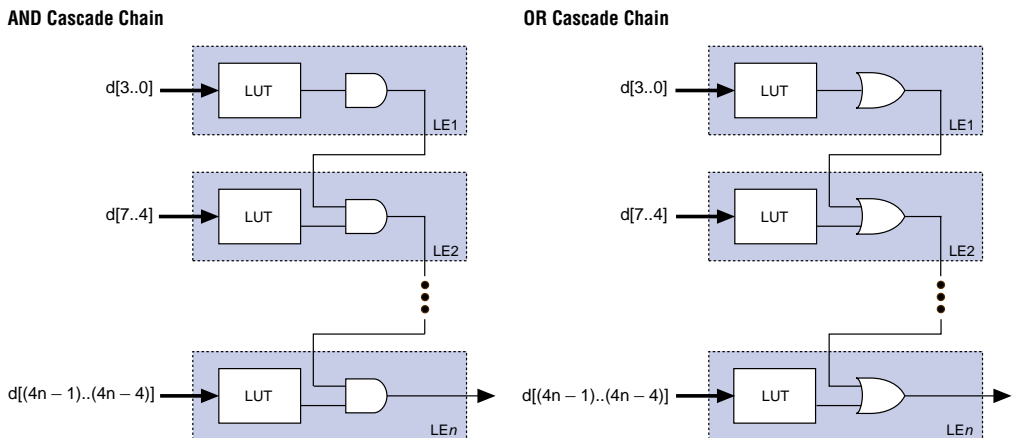 AND Cascade Chain
d[3..0]
LUT
LE1
d[7..4]
LUT
LE2
d[(4n – 1)..(4n – 4)]
LUT
LEn
OR Cascade Chain
d[3..0]
LUT
LE1
d[7..4]
LUT
LE2
d[(4n – 1)..(4n – 4)]
LUT
LEn